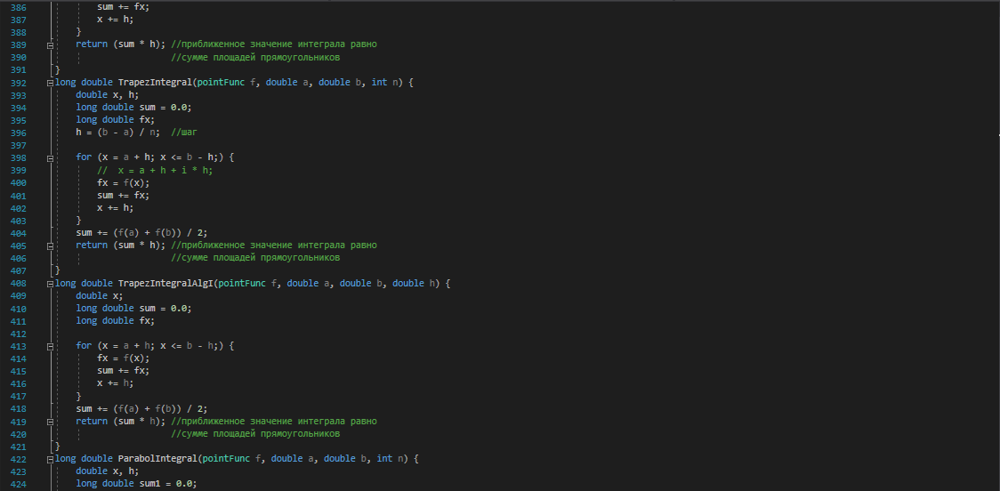 386 sum += fx;
387 x += h;
388 }
389 return (sum * h); //приближенное значение интеграла равно
390 //сумме площадей прямоугольников
391 }
392 long double TrapezIntegral(pointFunc f, double a, double b, int n) {
393 double x, h;
394 long double sum = 0.0;
395 long double fx;
396 h = (b - a) / n; //шаг
397
398 for (x = a + h; x <= b - h;) {
399 // x = a + h + i * h;
400 fx = f(x);
401 sum += fx;
402 x += h;
403 }
404 sum += (f(a) + f(b)) / 2;
405 return (sum * h); //приближенное значение интеграла равно
406 //сумме площадей прямоугольников
407 }
408 long double TrapezIntegralAlgI(pointFunc f, double a, double b, double h) {
409 double x;
410 long double sum = 0.0;
411 long double fx;
412
413 for (x = a + h; x <= b - h;) {
414 fx = f(x);
415 sum += fx;
416 x += h;
417 }
418 sum += (f(a) + f(b)) / 2;
419 return (sum * h); //приближенное значение интеграла равно
420 //сумме площадей прямоугольников
421 }
422 long double ParabolIntegral(pointFunc f, double a, double b, int n) {
423 double x, h;
424 long double sum1 = 0.0;